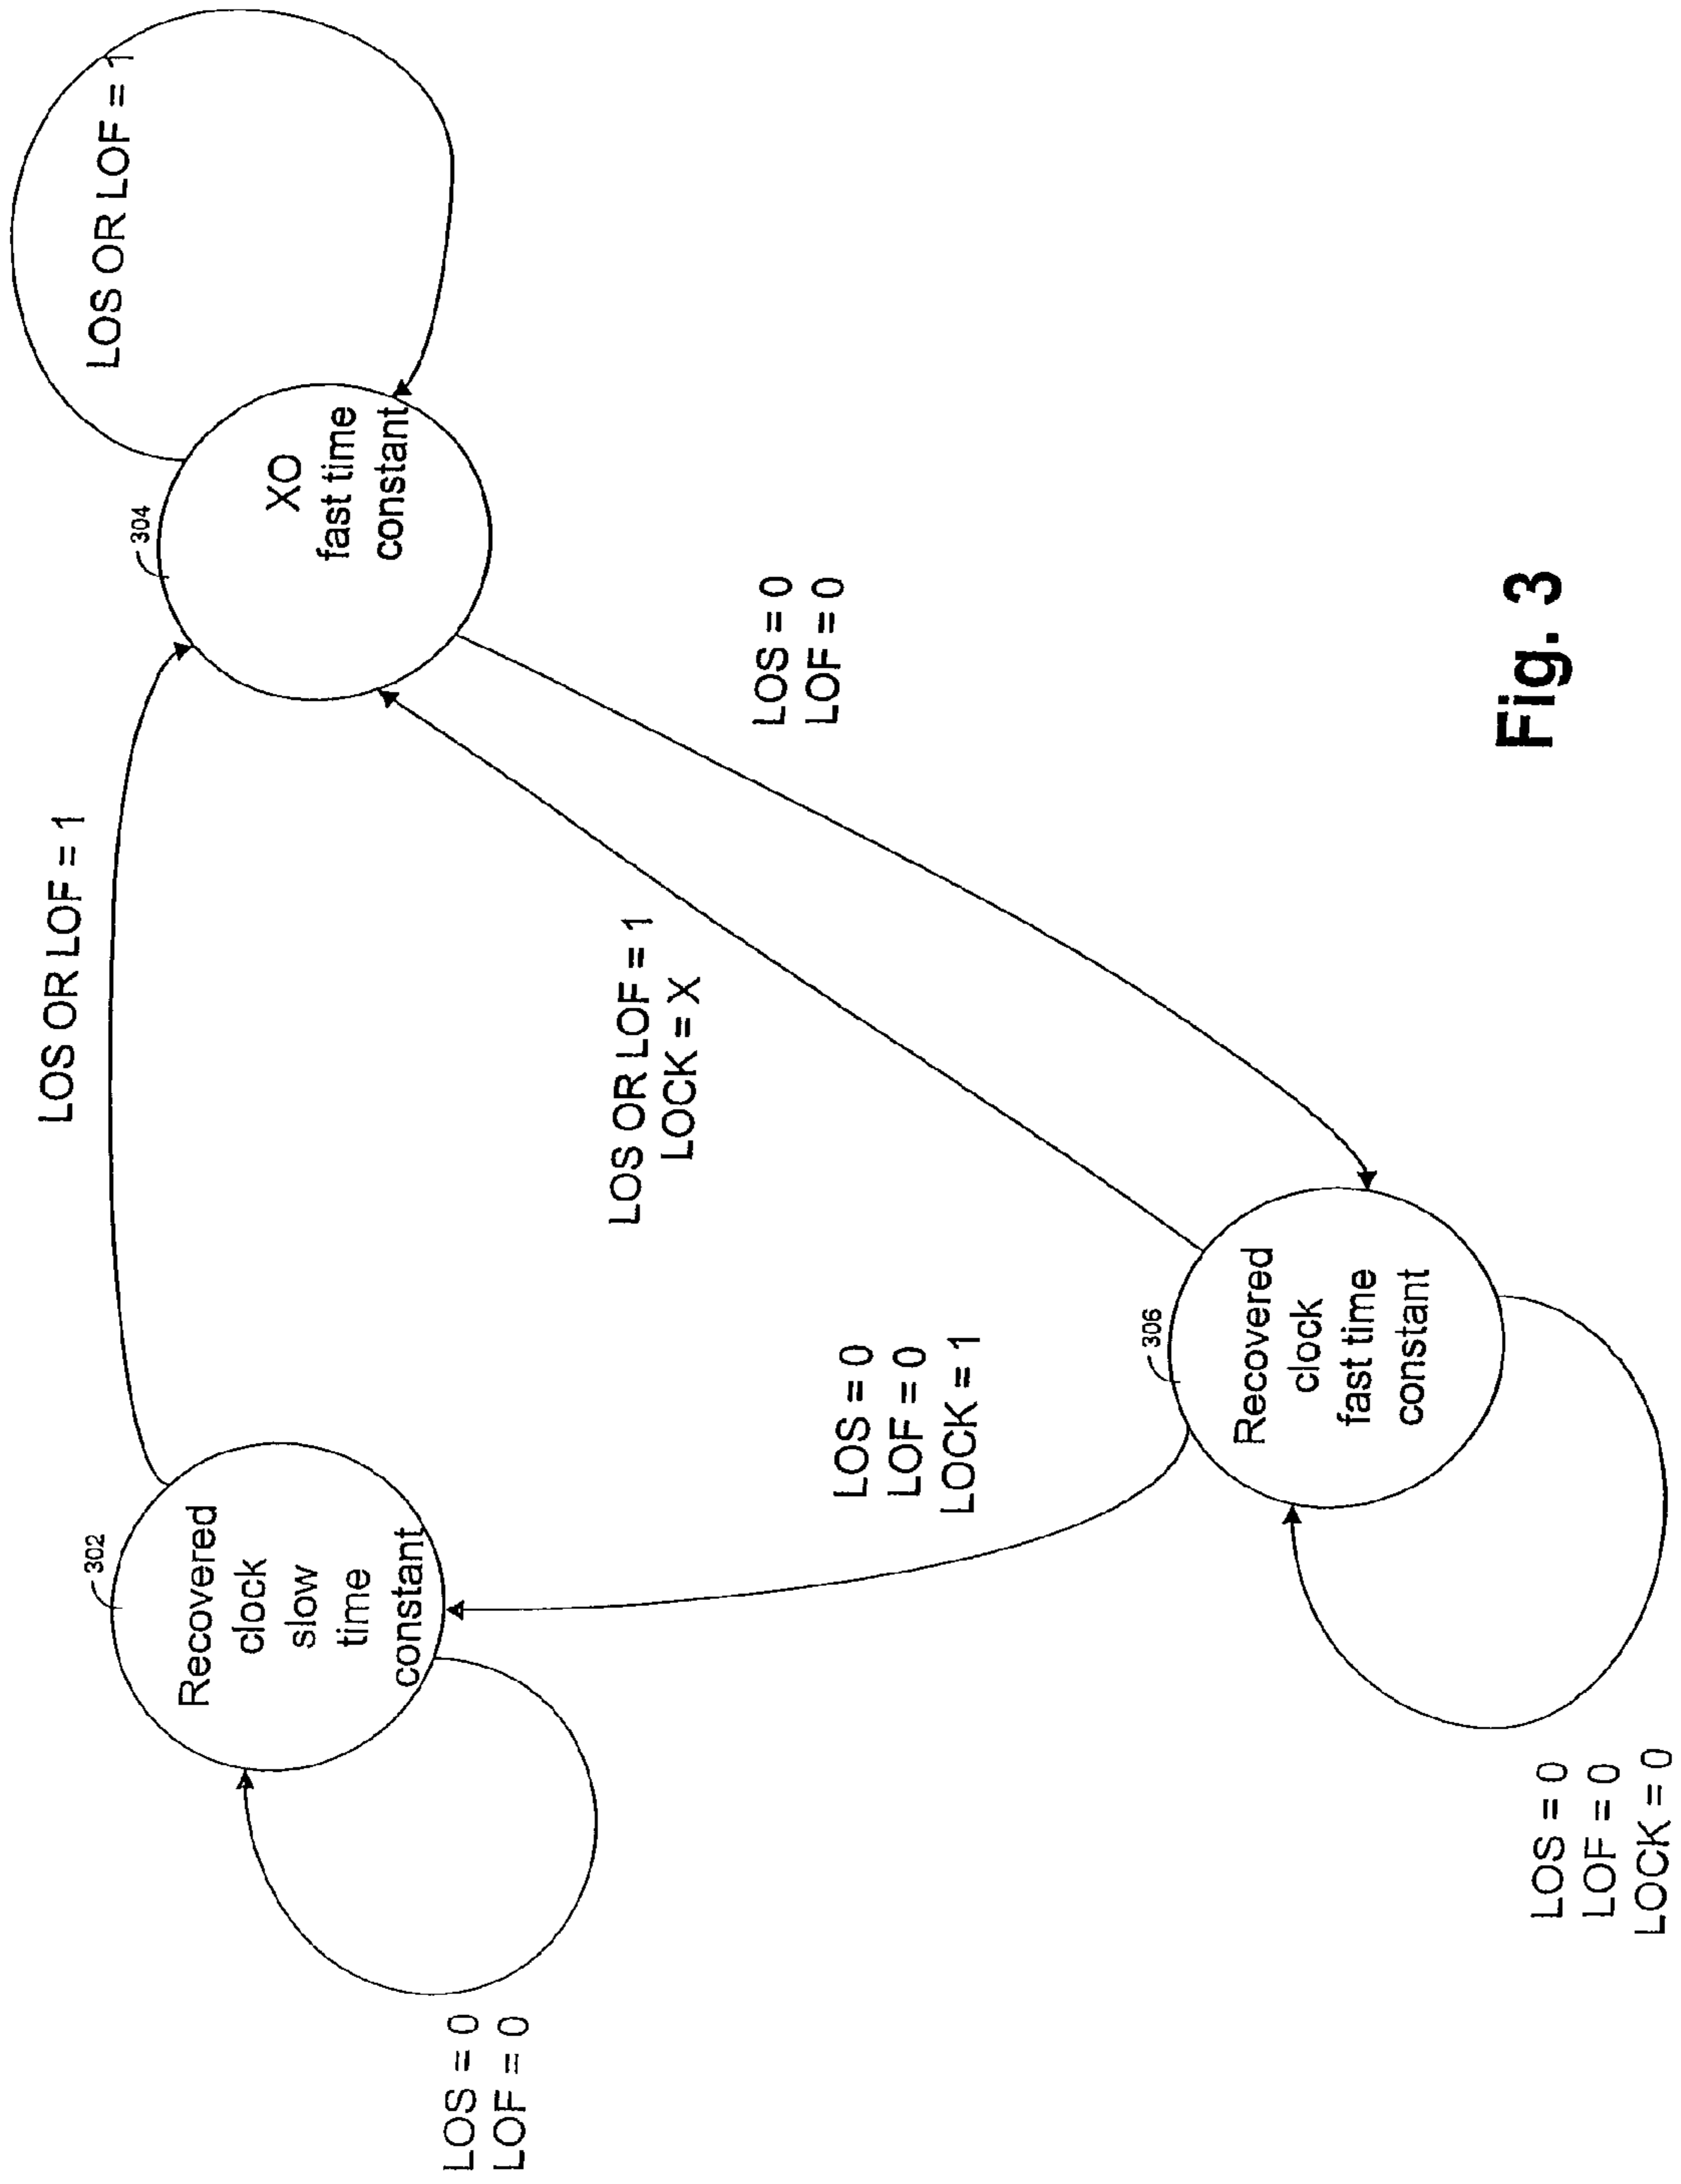 LOS OR LOF = 1
LOS OR LOF = 1
302
Recovered
clock
slow
time
constant
304
XO
fast time
constant
LOS = 0
LOF = 0
LOS OR LOF = 1
LOCK = X
LOS = 0
LOF = 0
LOS = 0
LOF = 0
LOCK = 1
306
Recovered
clock
fast time
constant
LOS = 0
LOF = 0
LOCK = 0
Fig. 3